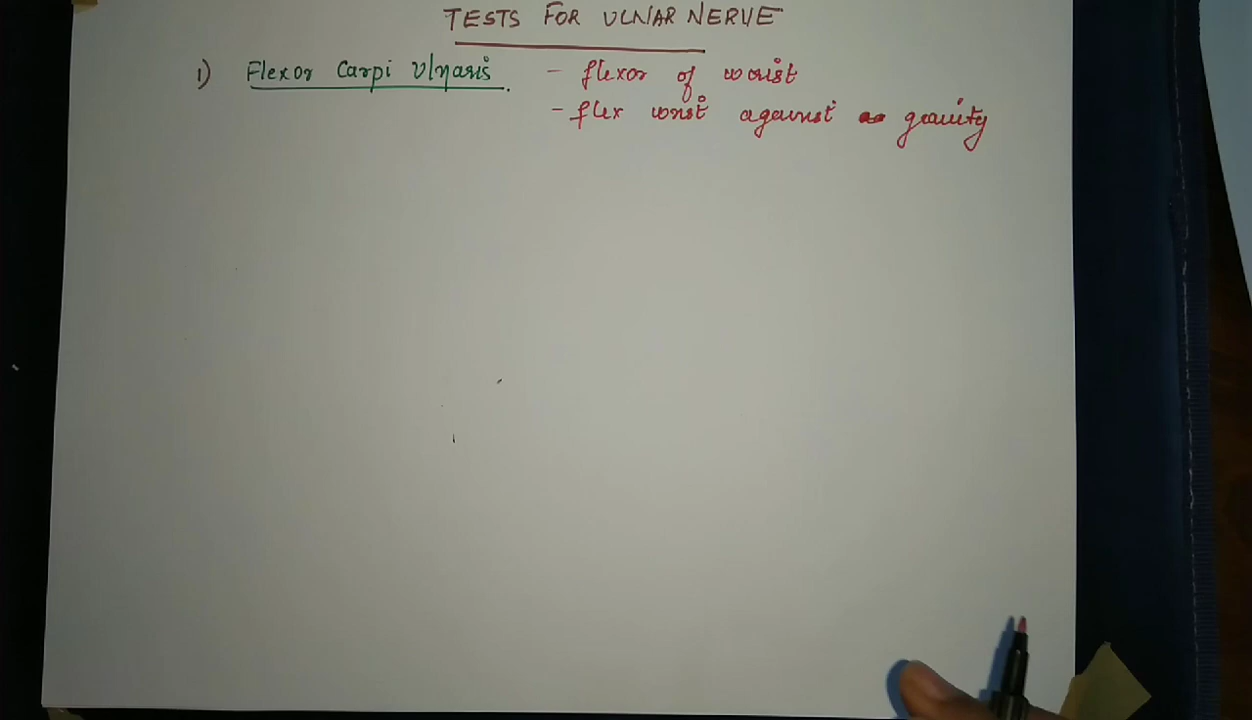 TESTS FOR ULNAR NERVE
1) Flexor Carpi Ulnaris - flexor of wrist
- flex wrist against gravity